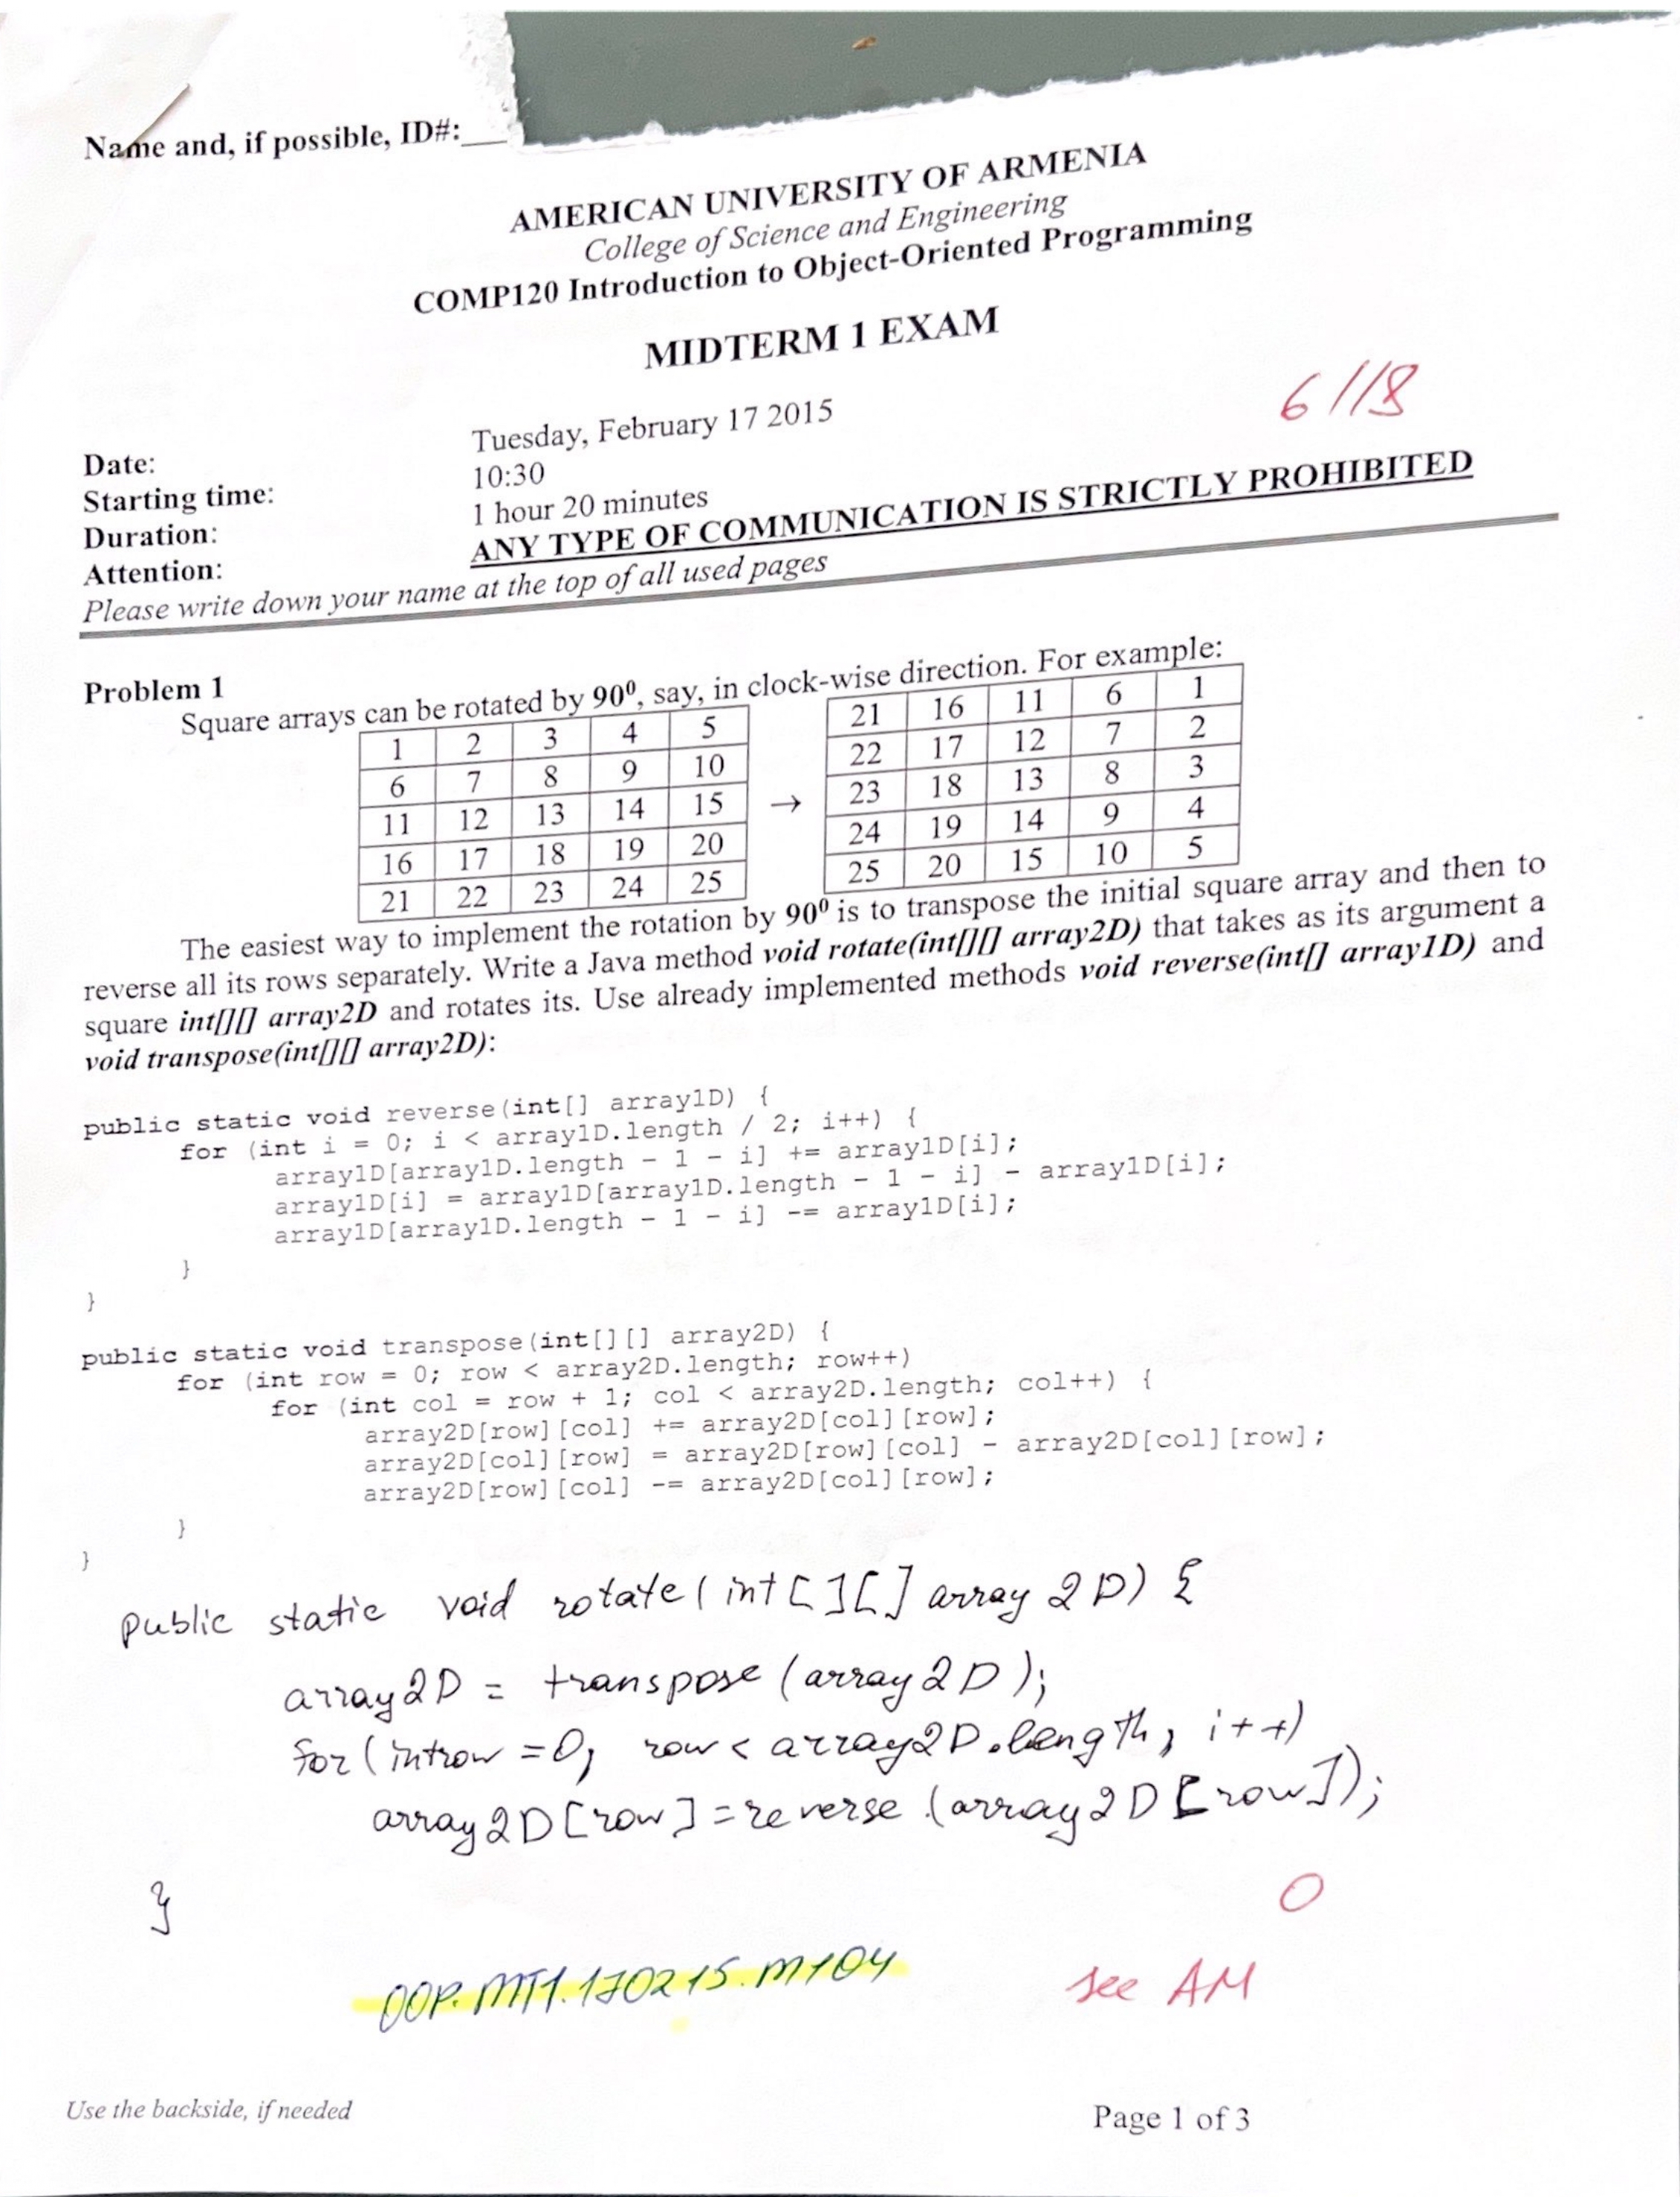 Name and, if possible, ID#:
AMERICAN UNIVERSITY OF ARMENIA
College of Science and Engineering
COMP120 Introduction to Object-Oriented Programming
MIDTERM 1 EXAM
6//8
Date: Tuesday, February 17 2015
Starting time: 10:30
Duration: 1 hour 20 minutes
Attention: ANY TYPE OF COMMUNICATION IS STRICTLY PROHIBITED
Please write down your name at the top of all used pages
Problem 1
Square arrays can be rotated by 90⁰, say, in clock-wise direction. For example:
1 2 3 4 5 21 16 11 6 1
6 7 8 9 10 22 17 12 7 2
11 12 13 14 15 → 23 18 13 8 3
16 17 18 19 20 24 19 14 9 4
21 22 23 24 25 25 20 15 10 5
The easiest way to implement the rotation by 90⁰ is to transpose the initial square array and then to
reverse all its rows separately. Write a Java method void rotate(int[][] array2D) that takes as its argument a
square int[][] array2D and rotates its. Use already implemented methods void reverse(int[] array1D) and
void transpose(int[][] array2D):
public static void reverse(int[] array1D) {
for (int i = 0; i < array1D.length / 2; i++) {
array1D[array1D.length - 1 - i] += array1D[i];
array1D[i] = array1D[array1D.length - 1 - i] - array1D[i];
array1D[array1D.length - 1 - i] -= array1D[i];
}
}
public static void transpose(int[][] array2D) {
for (int row = 0; row < array2D.length; row++)
for (int col = row + 1; col < array2D.length; col++) {
array2D[row][col] += array2D[col][row];
array2D[col][row] = array2D[row][col] - array2D[col][row];
array2D[row][col] -= array2D[col][row];
}
}
public static void rotate(int[][] array2D) {
array2D = transpose(array2D);
for(int row = 0; row < array2D.length; i++)
array2D[row] = reverse(array2D[row]);
}
0
OOP.MT1.170215.M104
see AM
Use the backside, if needed
Page 1 of 3